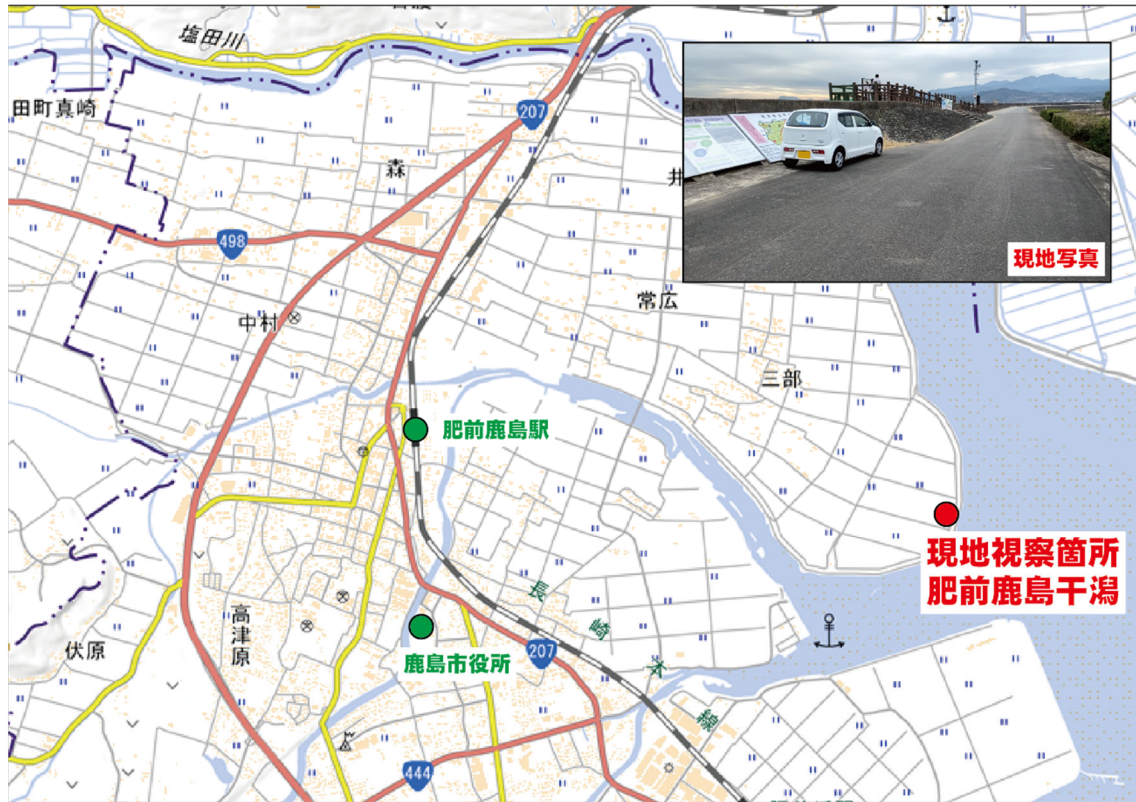 塩田川
田町真崎
207
森
井
498
現地写真
常広
中村
三部
肥前鹿島駅
現地視察箇所
肥前鹿島干潟
長崎本線
高津原
伏原
鹿島市役所
207
444